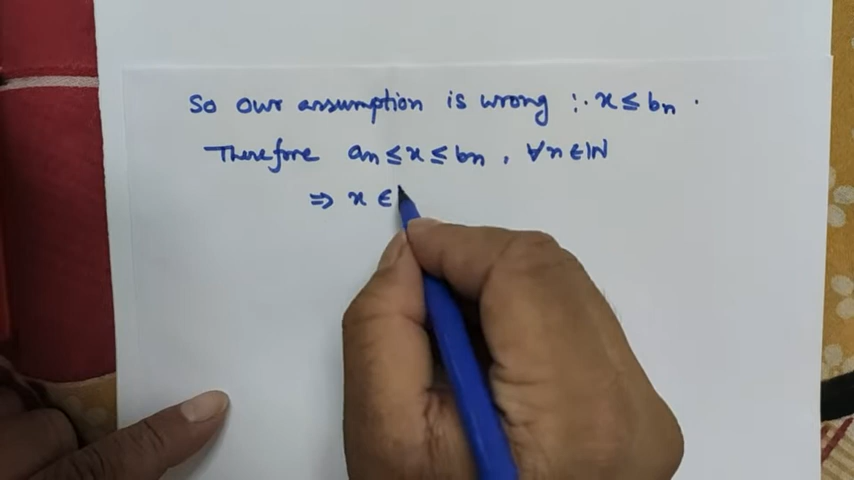 So our assumption is wrong ∴ x ≤ bn.
Therefore an ≤ x ≤ bn, ∀n∈ℕ
⇒ x ∈